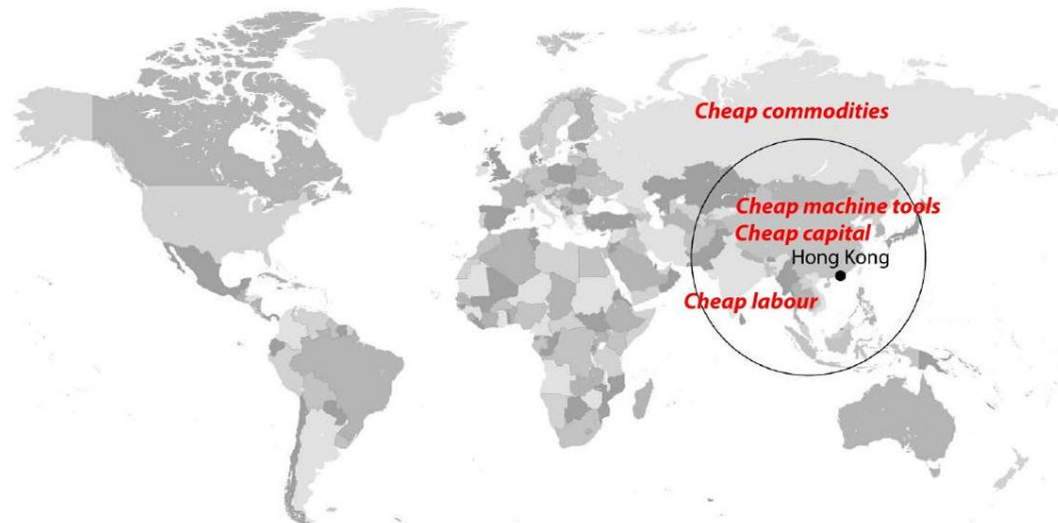 Cheap commodities
Cheap machine tools
Cheap capital
Hong Kong
Cheap labour